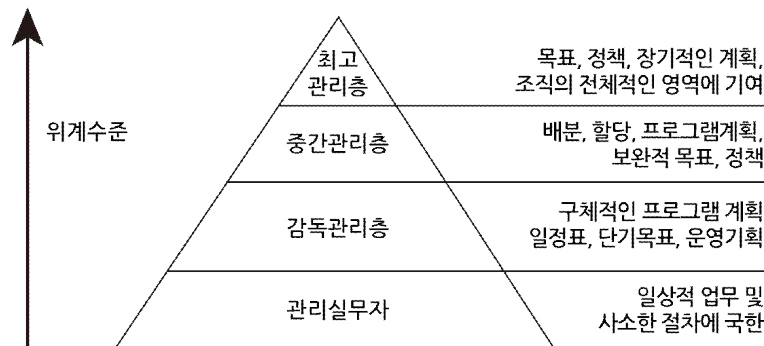 최고
관리층
목표, 정책, 장기적인 계획,
조직의 전체적인 영역에 기여
위계수준
중간관리층
배분, 할당, 프로그램계획,
보완적 목표, 정책
감독관리층
구체적인 프로그램 계획
일정표, 단기목표, 운영기획
관리실무자
일상적 업무 및
사소한 절차에 국한